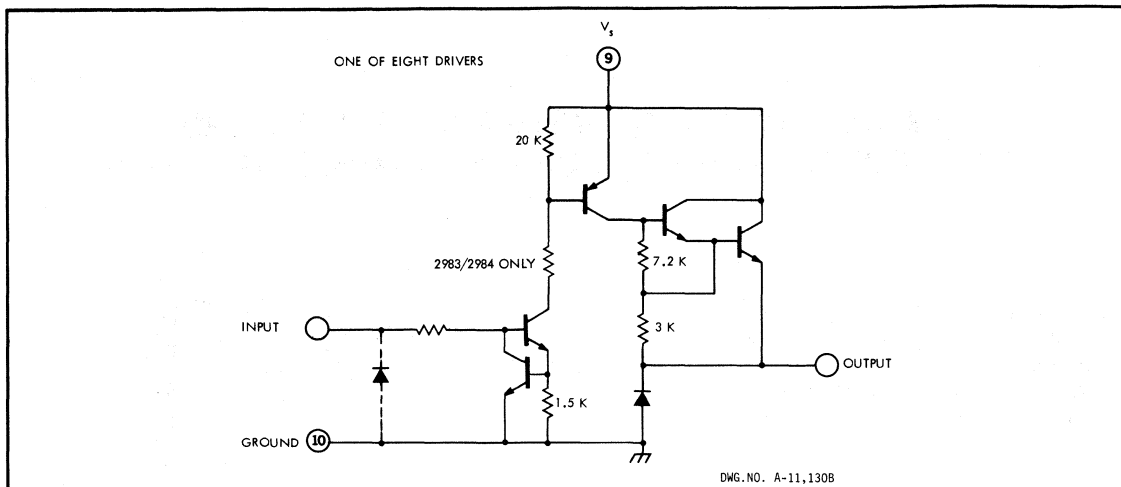 V_s
ONE OF EIGHT DRIVERS
9
20 K
2983/2984 ONLY
7.2 K
INPUT
3 K
OUTPUT
1.5 K
GROUND 10
DWG.NO. A-11,130B